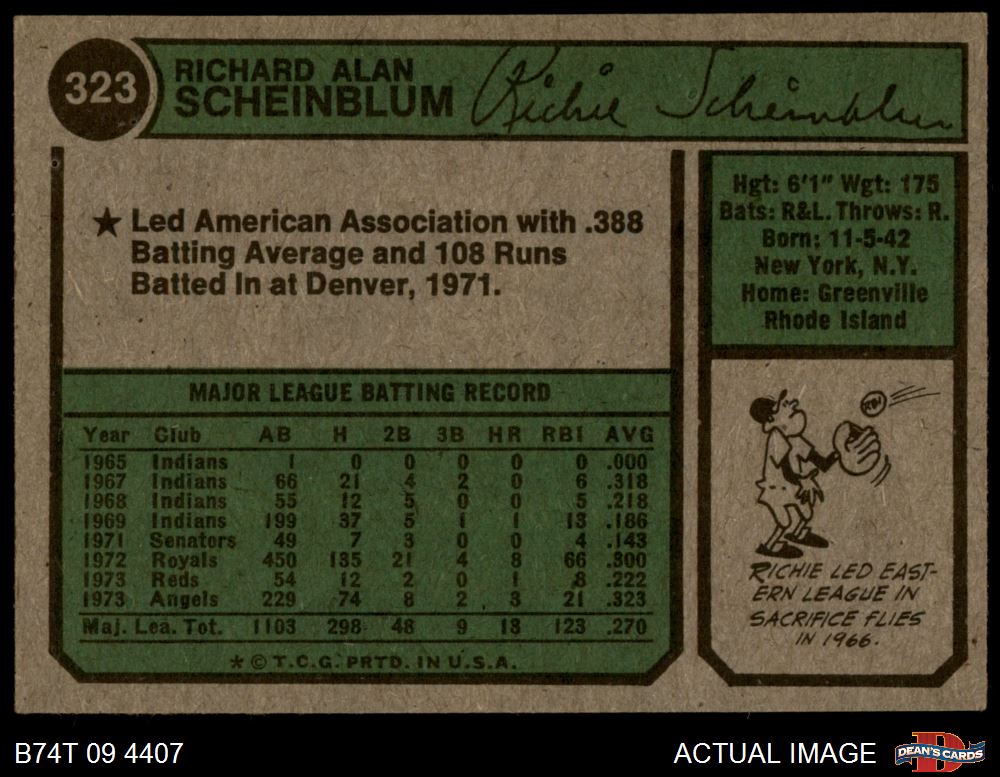 323
RICHARD ALAN
SCHEINBLUM
Richie Scheinblum
★ Led American Association with .388
Batting Average and 108 Runs
Batted In at Denver, 1971.
Hgt: 6'1" Wgt: 175
Bats: R&L. Throws: R.
Born: 11-5-42
New York, N.Y.
Home: Greenville
Rhode Island
MAJOR LEAGUE BATTING RECORD
Year Club AB H 2B 3B HR RBI AVG
1965 Indians 1 0 0 0 0 0 .000
1967 Indians 66 21 4 2 0 6 .318
1968 Indians 55 12 5 0 0 5 .218
1969 Indians 199 37 5 1 1 13 .186
1971 Senators 49 7 3 0 0 4 .143
1972 Royals 450 135 21 4 8 66 .300
1973 Reds 54 12 2 0 1 8 .222
1973 Angels 229 74 8 2 3 21 .323
Maj. Lea. Tot. 1103 298 48 9 13 123 .270
* © T.C.G. PRTD. IN U.S.A.
RBI
RICHIE LED EAST-
ERN LEAGUE IN
SACRIFICE FLIES
IN 1966.
B74T 09 4407
ACTUAL IMAGE
D
DEAN'S CARDS